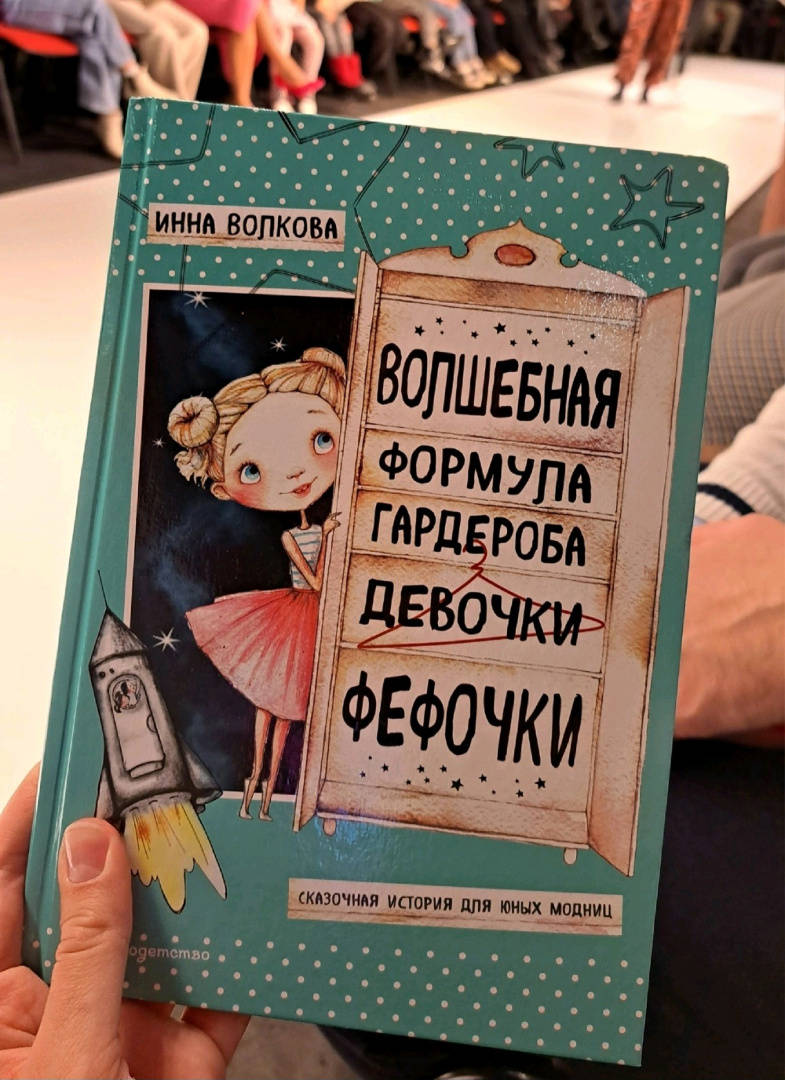 ИННА ВОЛКОВА
ВОЛШЕБНАЯ
ФОРМУЛА
ГАРДЕРОБА
ДЕВОЧКИ
ФЕФОЧКИ
СКАЗОЧНАЯ ИСТОРИЯ ДЛЯ ЮНЫХ МОДНИЦ